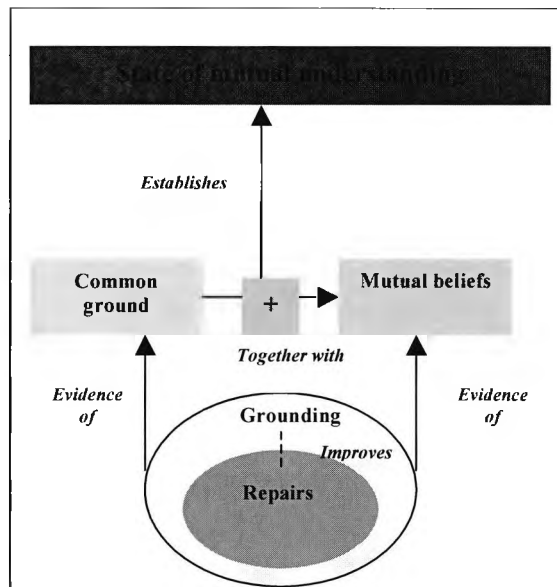 State of mutual understanding
Establishes
Common
ground
+
Mutual beliefs
Together with
Evidence
of
Evidence
of
Grounding
Improves
Repairs